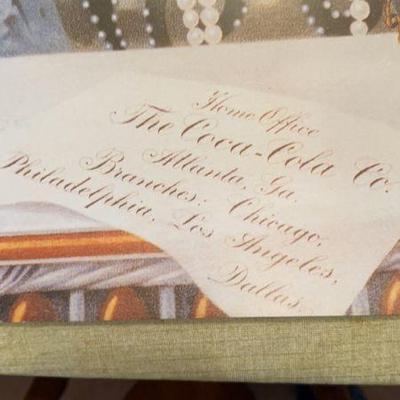 Home Office
The Coca-Cola Co.
Atlanta, Ga.
Branches: Chicago,
Philadelphia, Los Angeles,
Dallas